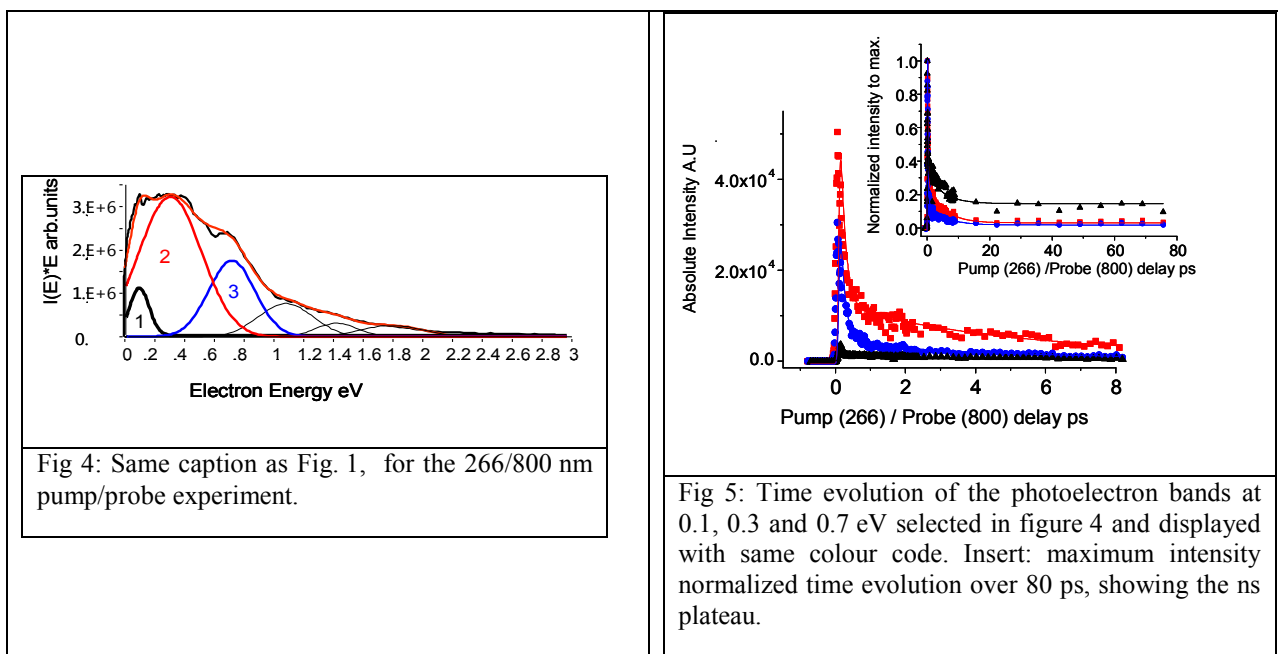 I(E)*E arb.units
3.E+6
2.E+6
1.E+6
0.
1
2
3
0 .2 .4 .6 .8 1 1.2 1.4 1.6 1.8 2 2.2 2.4 2.6 2.8 3
Electron Energy eV
Fig 4: Same caption as Fig. 1, for the 266/800 nm
pump/probe experiment.
Normalized intensity to max.
1.0
0.8
0.6
0.4
0.2
0.0
0 20 40 60 80
Pump (266) /Probe (800) delay ps
Absolute Intensity A.U
4.0x10⁴
2.0x10⁴
0.0
0 2 4 6 8
Pump (266) / Probe (800) delay ps
Fig 5: Time evolution of the photoelectron bands at
0.1, 0.3 and 0.7 eV selected in figure 4 and displayed
with same colour code. Insert: maximum intensity
normalized time evolution over 80 ps, showing the ns
plateau.